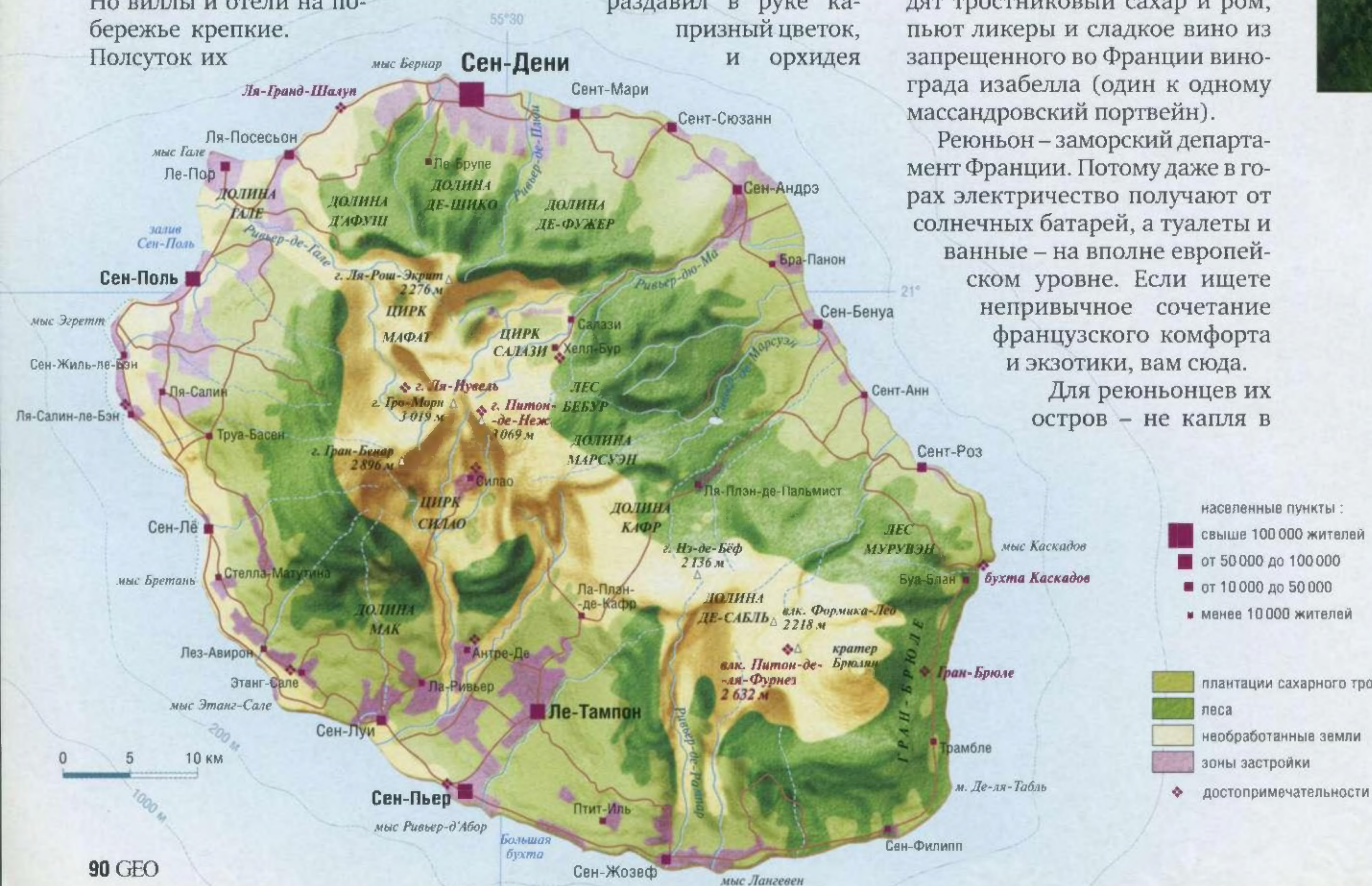 Но виллы и отели на по-
бережье крепкие.
Полсуток их
раздавил в руке ка-
призный цветок,
и орхидея
дят тростниковый сахар и ром,
пьют ликеры и сладкое вино из
запрещенного во Франции вино-
града изабелла (один к одному
массандровский портвейн).
Реюньон – заморский департа-
мент Франции. Потому даже в го-
рах электричество получают от
солнечных батарей, а туалеты и
ванные – на вполне европей-
ском уровне. Если ищете
непривычное сочетание
французского комфорта
и экзотики, вам сюда.
Для реюньонцев их
остров – не капля в
55°30
мыс Бернар
Сен-Дени
Ля-Гранд-Шалуп
Сент-Мари
Сент-Сюзанн
Ля-Посесьон
мыс Гале
Ле-Пор
ДОЛИНА
ГАЛЕ
Ле-Брупе
ДОЛИНА
Д'АФУШ
ДОЛИНА
ДЕ-ШИКО
ДОЛИНА
ДЕ-ФУЖЕР
Сен-Андрэ
залив
Сен-Поль
Ривьер-де-Гале
Сен-Поль
г. Ля-Рош-Экрит
2 276 м
Ривьер-дю-Ма
Бра-Панон
21°
мыс Эгретт
ЦИРК
МАФАТ
ЦИРК
САЛАЗИ
Салази
Хелл-Бур
Сен-Бенуа
Сен-Жиль-ле-Бэн
Ля-Салин
Ля-Салин-ле-Бэн
г. Ля-Нувель
г. Гро-Морн
3 019 м
г. Питон-
-де-Неж
3 069 м
ЛЕС
БЕБУР
Сент-Анн
Труа-Басен
г. Гран-Бенар
2 896 м
ДОЛИНА
МАРСУЭН
Сент-Роз
Силао
ЦИРК
СИЛАО
Ля-Плэн-де-Пальмист
ДОЛИНА
КАФР
Сен-Лё
ЛЕС
МУРУВЭН
мыс Каскадов
г. Нэ-де-Бёф
2 136 м
бухта Каскадов
Буа-Блан
мыс Бретань
Стелла-Матутина
ДОЛИНА
МАК
Ла-Плэн-
-де-Кафр
ДОЛИНА
ДЕ-САБЛЬ
влк. Формика-Лео
2 218 м
кратер
Брюлян
влк. Питон-де-
-ля-Фурнез
2 632 м
ГРАН-БРЮЛЕ
Гран-Брюле
Лез-Авирон
Антре-Де
Этанг-Сале
Ла-Ривьер
мыс Этанг-Сале
Ле-Тампон
Сен-Луи
Трамбле
м. Де-ля-Табль
200 м
1000 м
0 5 10 км
Сен-Пьер
мыс Ривьер-д'Абор
Птит-Иль
Большая
бухта
Сен-Жозеф
мыс Лангевен
Сен-Филипп
населенные пункты :
свыше 100 000 жителей
от 50 000 до 100 000
от 10 000 до 50 000
менее 10 000 жителей
плантации сахарного тро
леса
необработанные земли
зоны застройки
достопримечательности
90 GEO